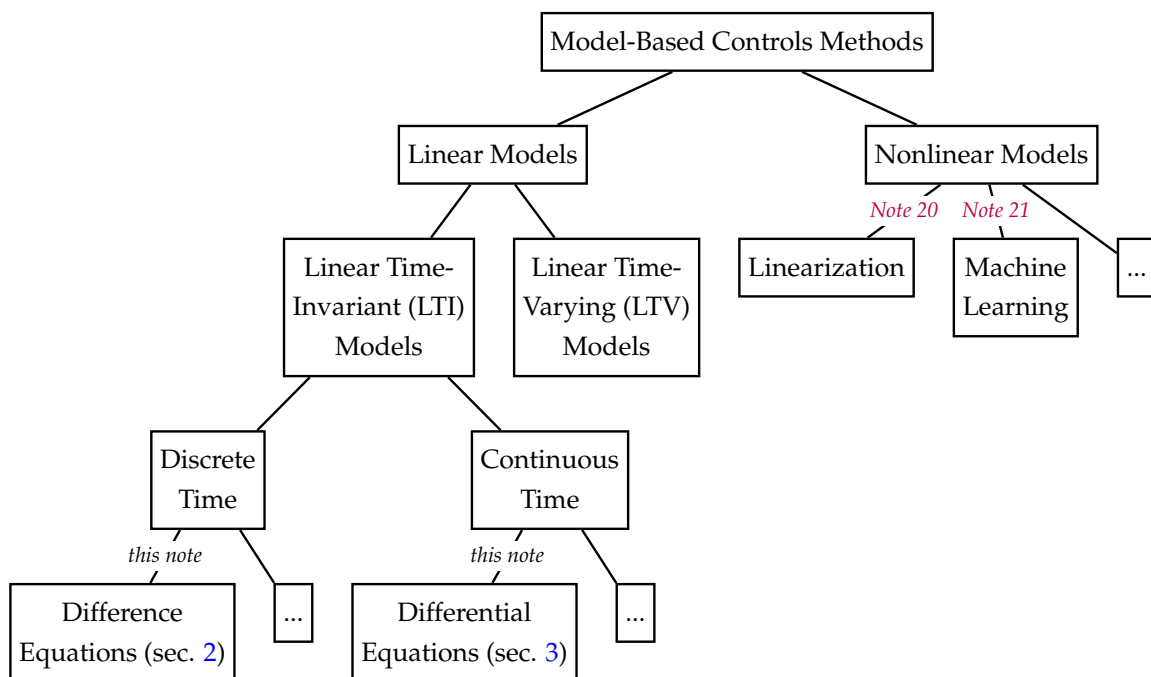 Model-Based Controls Methods
Linear Models
Nonlinear Models
Note 20
Note 21
Linear Time-
Invariant (LTI)
Models
Linear Time-
Varying (LTV)
Models
Linearization
Machine
Learning
...
Discrete
Time
Continuous
Time
this note
this note
Difference
Equations (sec. 2)
...
Differential
Equations (sec. 3)
...